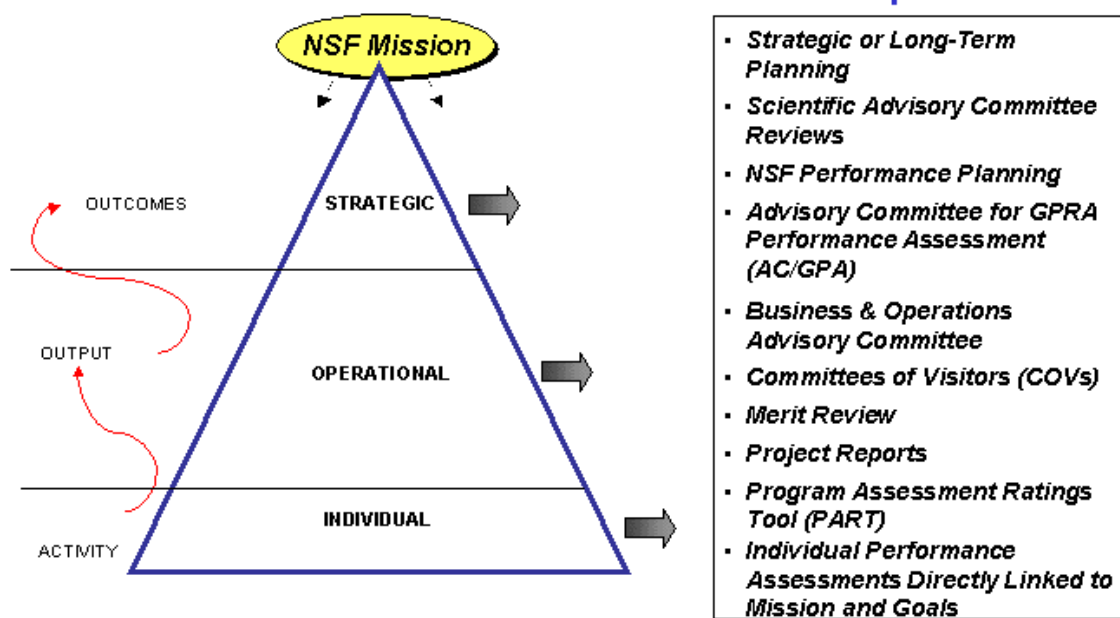 NSF Mission
OUTCOMES
STRATEGIC
OUTPUT
OPERATIONAL
INDIVIDUAL
ACTIVITY
▪ Strategic or Long-Term
Planning
▪ Scientific Advisory Committee
Reviews
▪ NSF Performance Planning
▪ Advisory Committee for GPRA
Performance Assessment
(AC/GPA)
▪ Business & Operations
Advisory Committee
▪ Committees of Visitors (COVs)
▪ Merit Review
▪ Project Reports
▪ Program Assessment Ratings
Tool (PART)
▪ Individual Performance
Assessments Directly Linked to
Mission and Goals